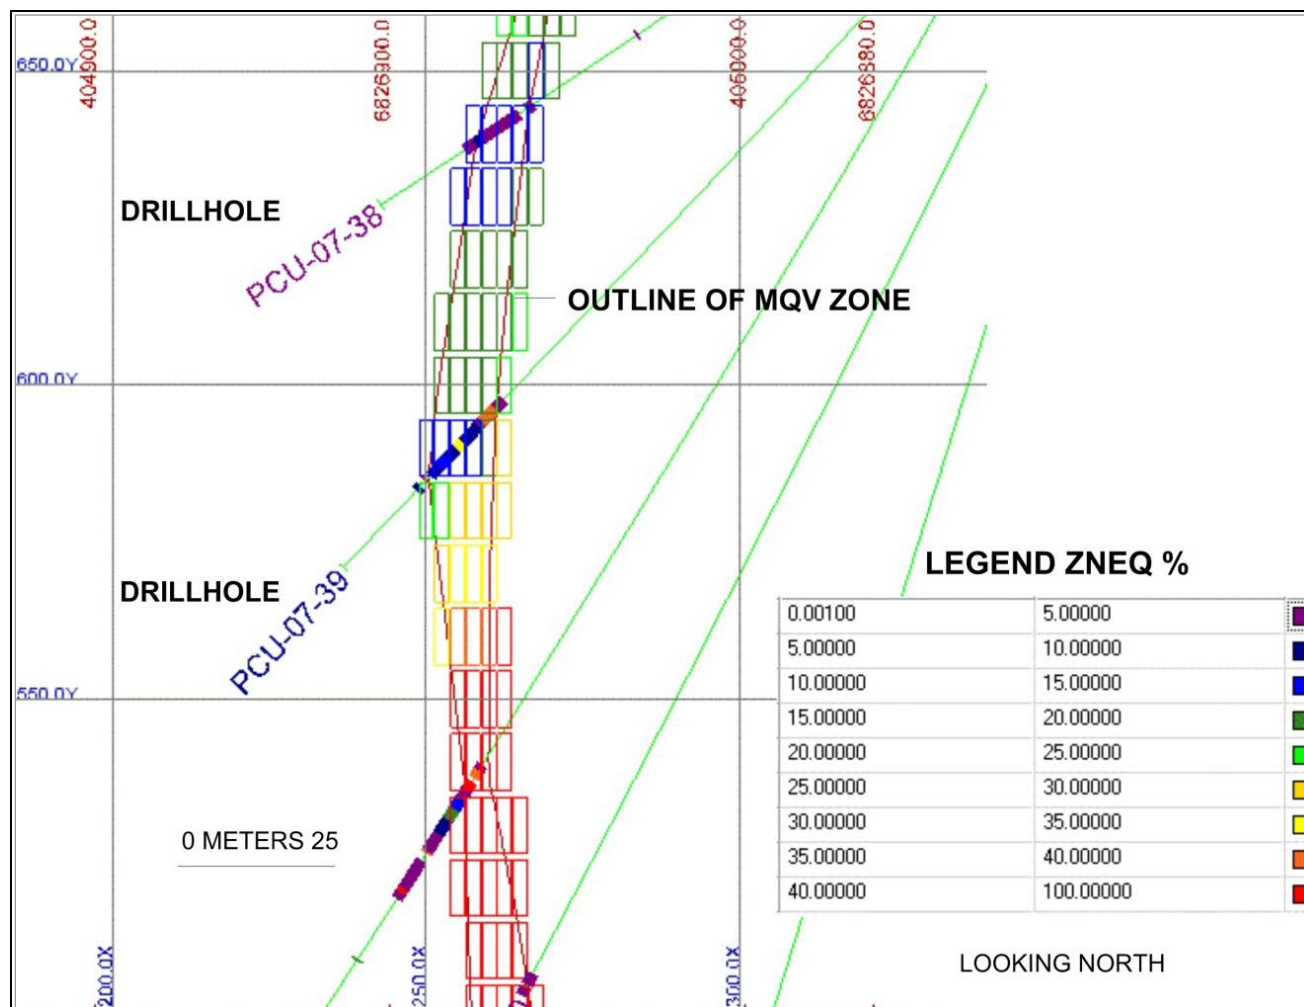 404900.0
6826900.0
405000.0
6826880.0
650.0Y
DRILLHOLE
PCU-07-38
OUTLINE OF MQV ZONE
600.0Y
DRILLHOLE
PCU-07-39
LEGEND ZNEQ %
0.00100 5.00000
5.00000 10.00000
10.00000 15.00000
15.00000 20.00000
20.00000 25.00000
25.00000 30.00000
30.00000 35.00000
35.00000 40.00000
40.00000 100.00000
550.0Y
0 METERS 25
200.0X
250.0X
300.0X
LOOKING NORTH